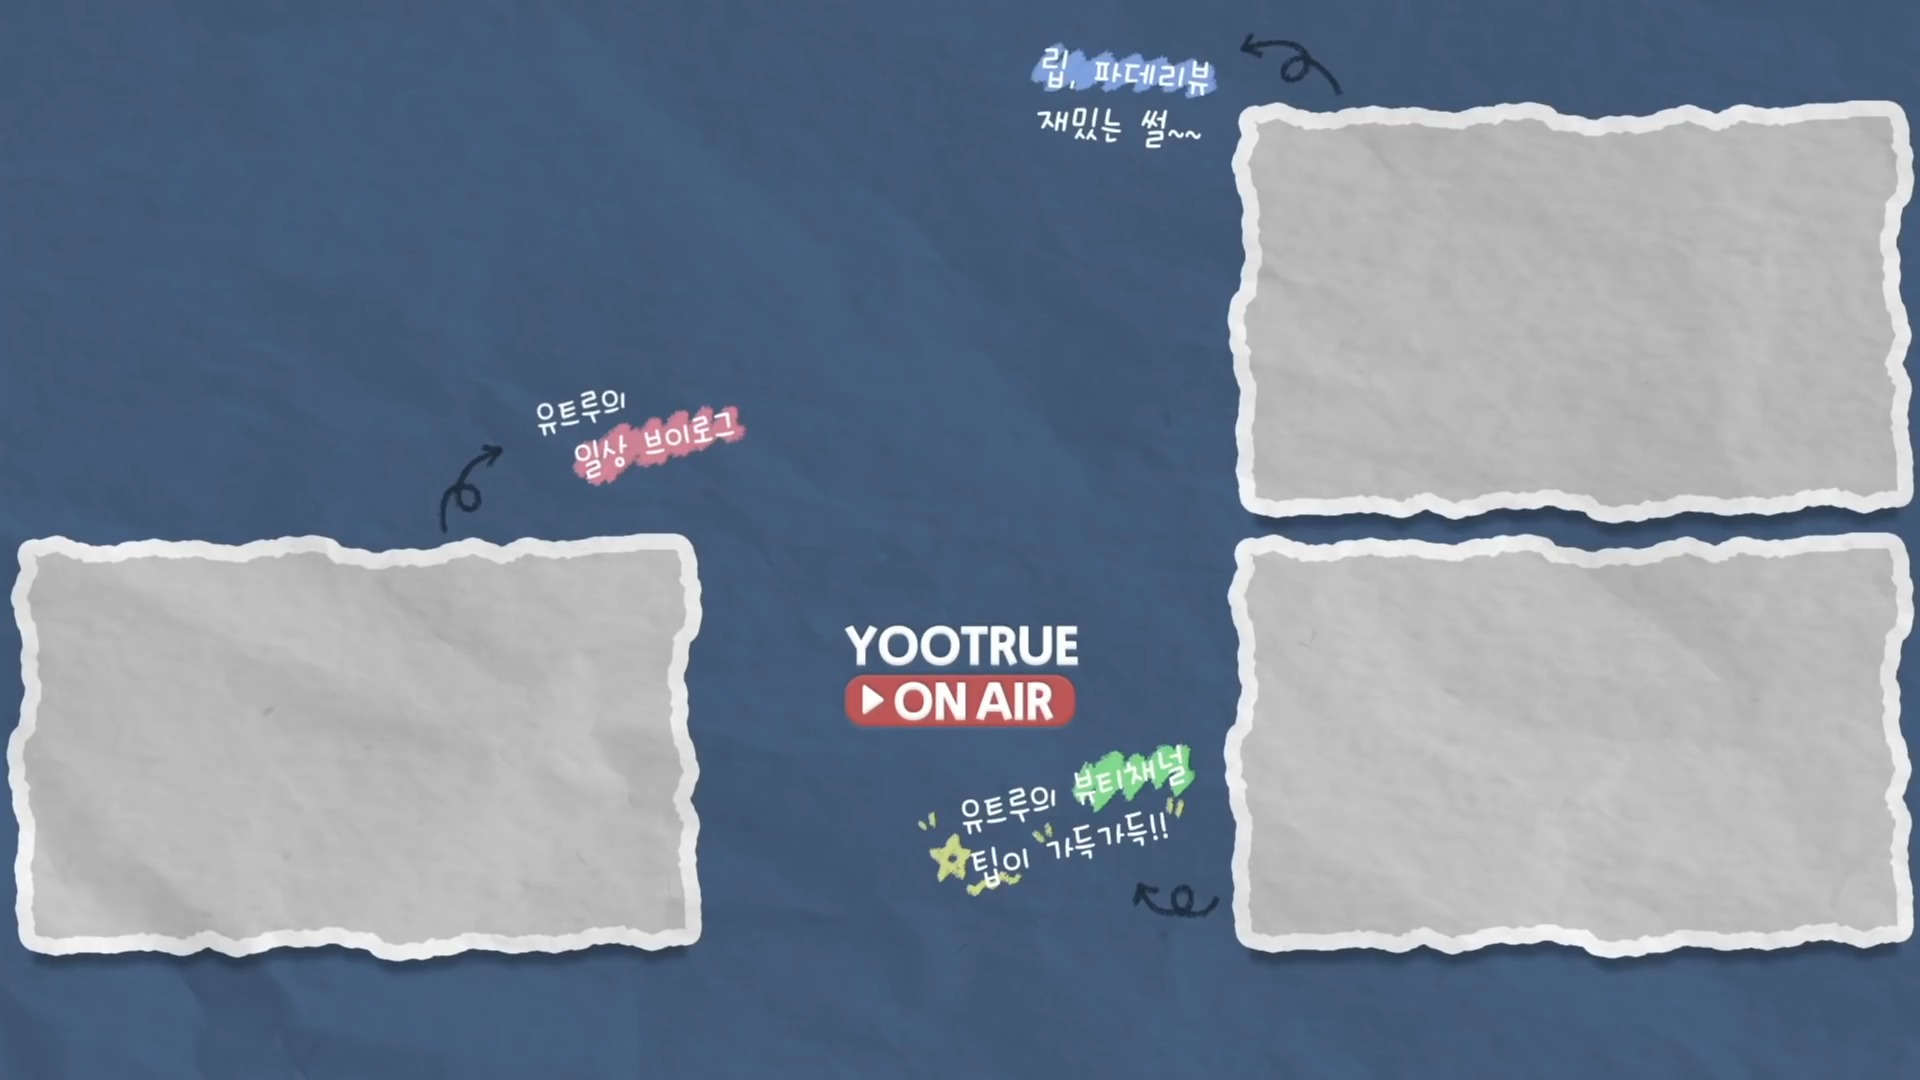 립, 파데리뷰
재밌는 썰~~
유트루의
일상 브이로그
YOOTRUE
ON AIR
유트루의 뷰티채널
팁이 "가득가득!!"